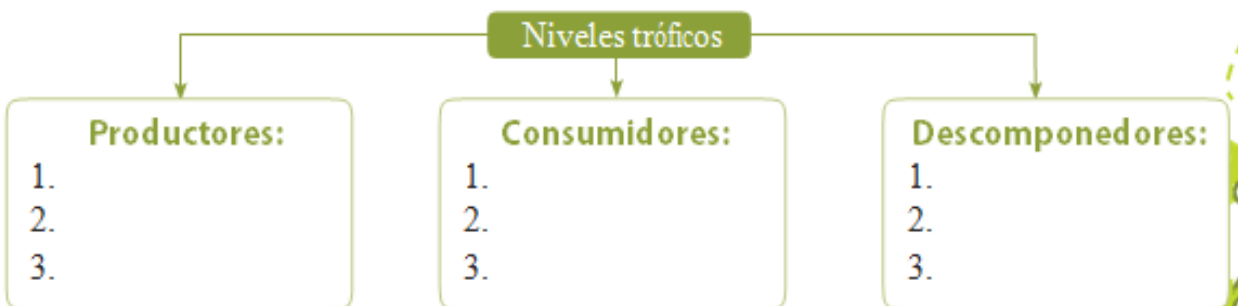 Niveles tróficos
Productores:
1.
2.
3.
Consumidores:
1.
2.
3.
Descomponedores:
1.
2.
3.